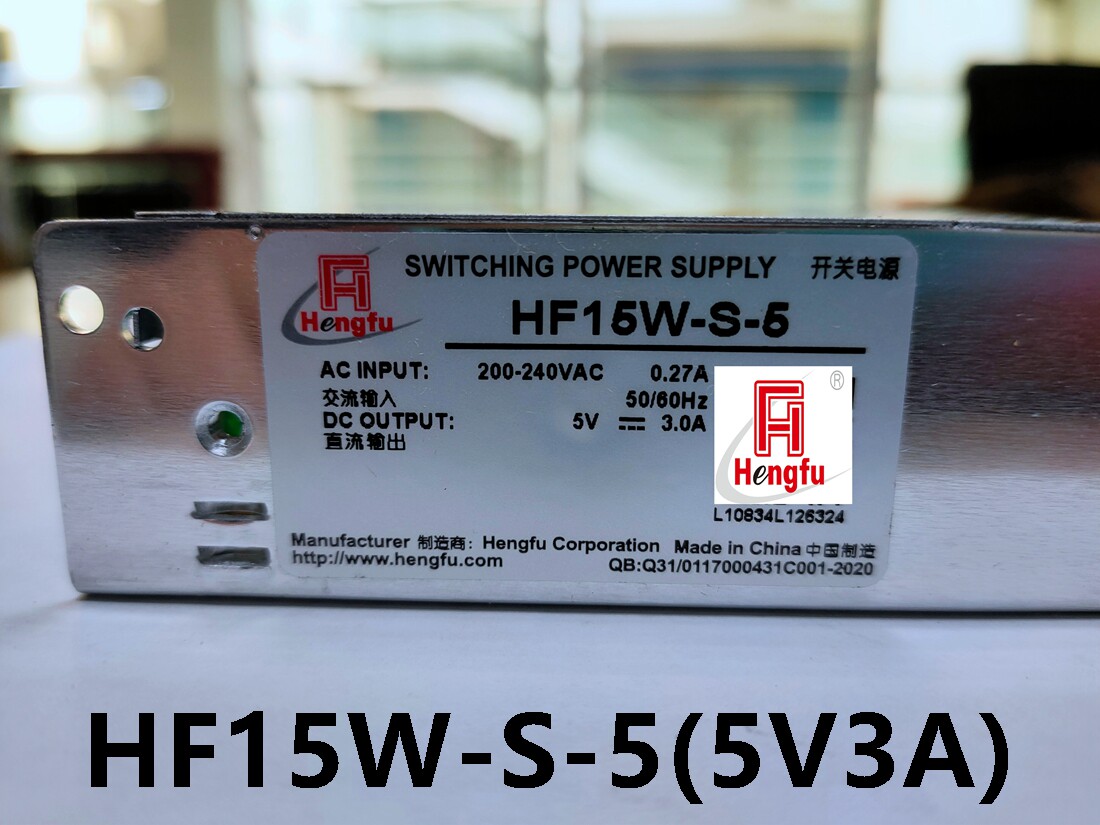 SWITCHING POWER SUPPLY 开关电源
Hengfu
HF15W-S-5
AC INPUT: 200-240VAC 0.27A
交流输入 50/60Hz
DC OUTPUT: 5V ⎓ 3.0A
直流输出
®
Hengfu
L10834L126324
Manufacturer 制造商: Hengfu Corporation Made in China 中国制造
http://www.hengfu.com QB:Q31/0117000431C001-2020
HF15W-S-5(5V3A)